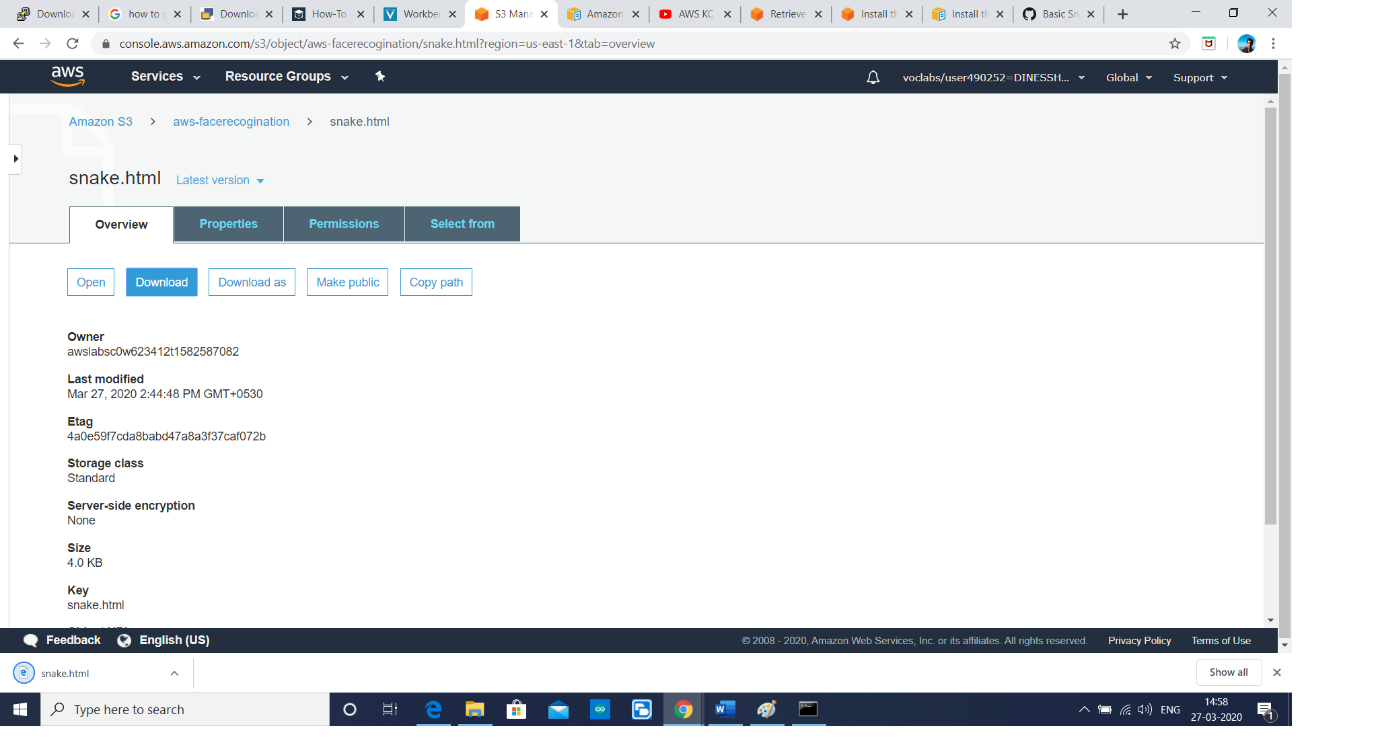 Downloa
how to g
Downloa
How-To
Workben
S3 Mana
Amazon
AWS KC
Retrieve
Install th
Install th
Basic Sn
console.aws.amazon.com/s3/object/aws-facerecogination/snake.html?region=us-east-1&tab=overview
aws
Services
Resource Groups
voclabs/user490252=DINESSH...
Global
Support
Amazon S3 > aws-facerecogination > snake.html
snake.html
Latest version
Overview
Properties
Permissions
Select from
Open
Download
Download as
Make public
Copy path
Owner
awslabsc0w623412t1582587082
Last modified
Mar 27, 2020 2:44:48 PM GMT+0530
Etag
4a0e59f7cda8babd47a8a3f37caf072b
Storage class
Standard
Server-side encryption
None
Size
4.0 KB
Key
snake.html
Feedback
English (US)
© 2008 - 2020, Amazon Web Services, Inc. or its affiliates. All rights reserved.
Privacy Policy
Terms of Use
snake.html
Show all
Type here to search
ENG
14:58
27-03-2020
1